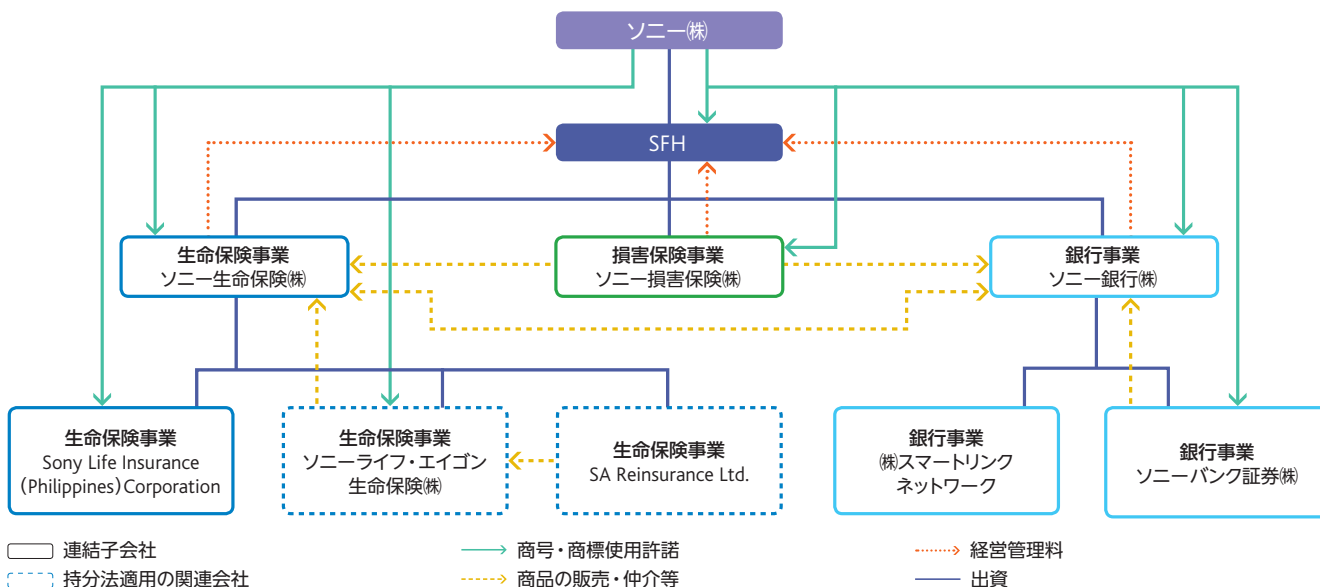 ソニー㈱
SFH
生命保険事業
ソニー生命保険㈱
損害保険事業
ソニー損害保険㈱
銀行事業
ソニー銀行㈱
生命保険事業
Sony Life Insurance
(Philippines)Corporation
生命保険事業
ソニーライフ・エイゴン
生命保険㈱
生命保険事業
SA Reinsurance Ltd.
銀行事業
㈱スマートリンク
ネットワーク
銀行事業
ソニーバンク証券㈱
連結子会社
商号・商標使用許諾
経営管理料
持分法適用の関連会社
商品の販売・仲介等
出資